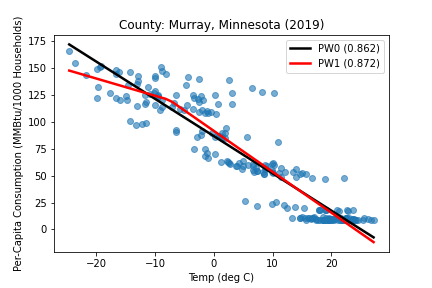 County: Murray, Minnesota (2019)
PW0 (0.862)
PW1 (0.872)
Per-Capita Consumption (MMBtu/1000 Households)
175
150
125
100
75
50
25
0
−20 −10 0 10 20
Temp (deg C)